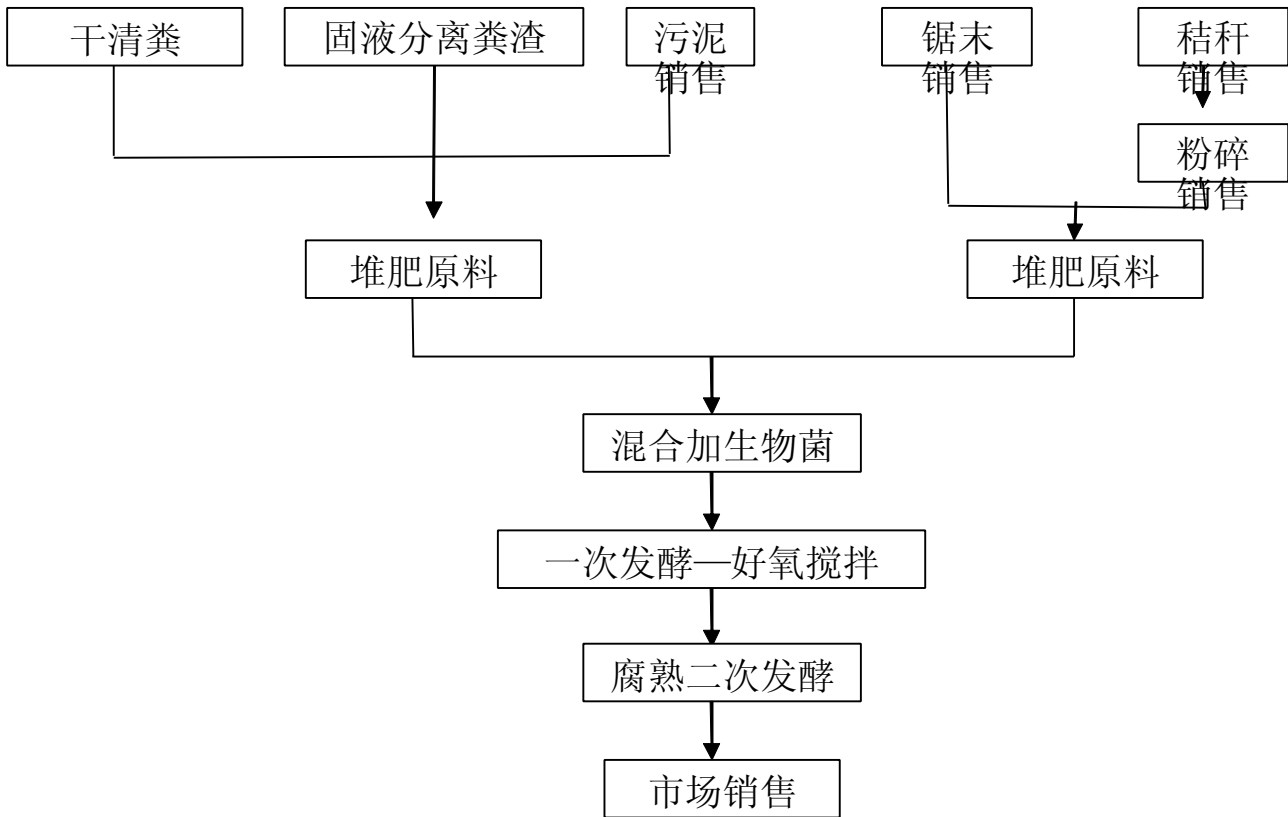 干清粪
固液分离粪渣
污泥
销售
锯末
销售
秸秆
销售
粉碎
销售
堆肥原料
堆肥原料
混合加生物菌
一次发酵—好氧搅拌
腐熟二次发酵
市场销售